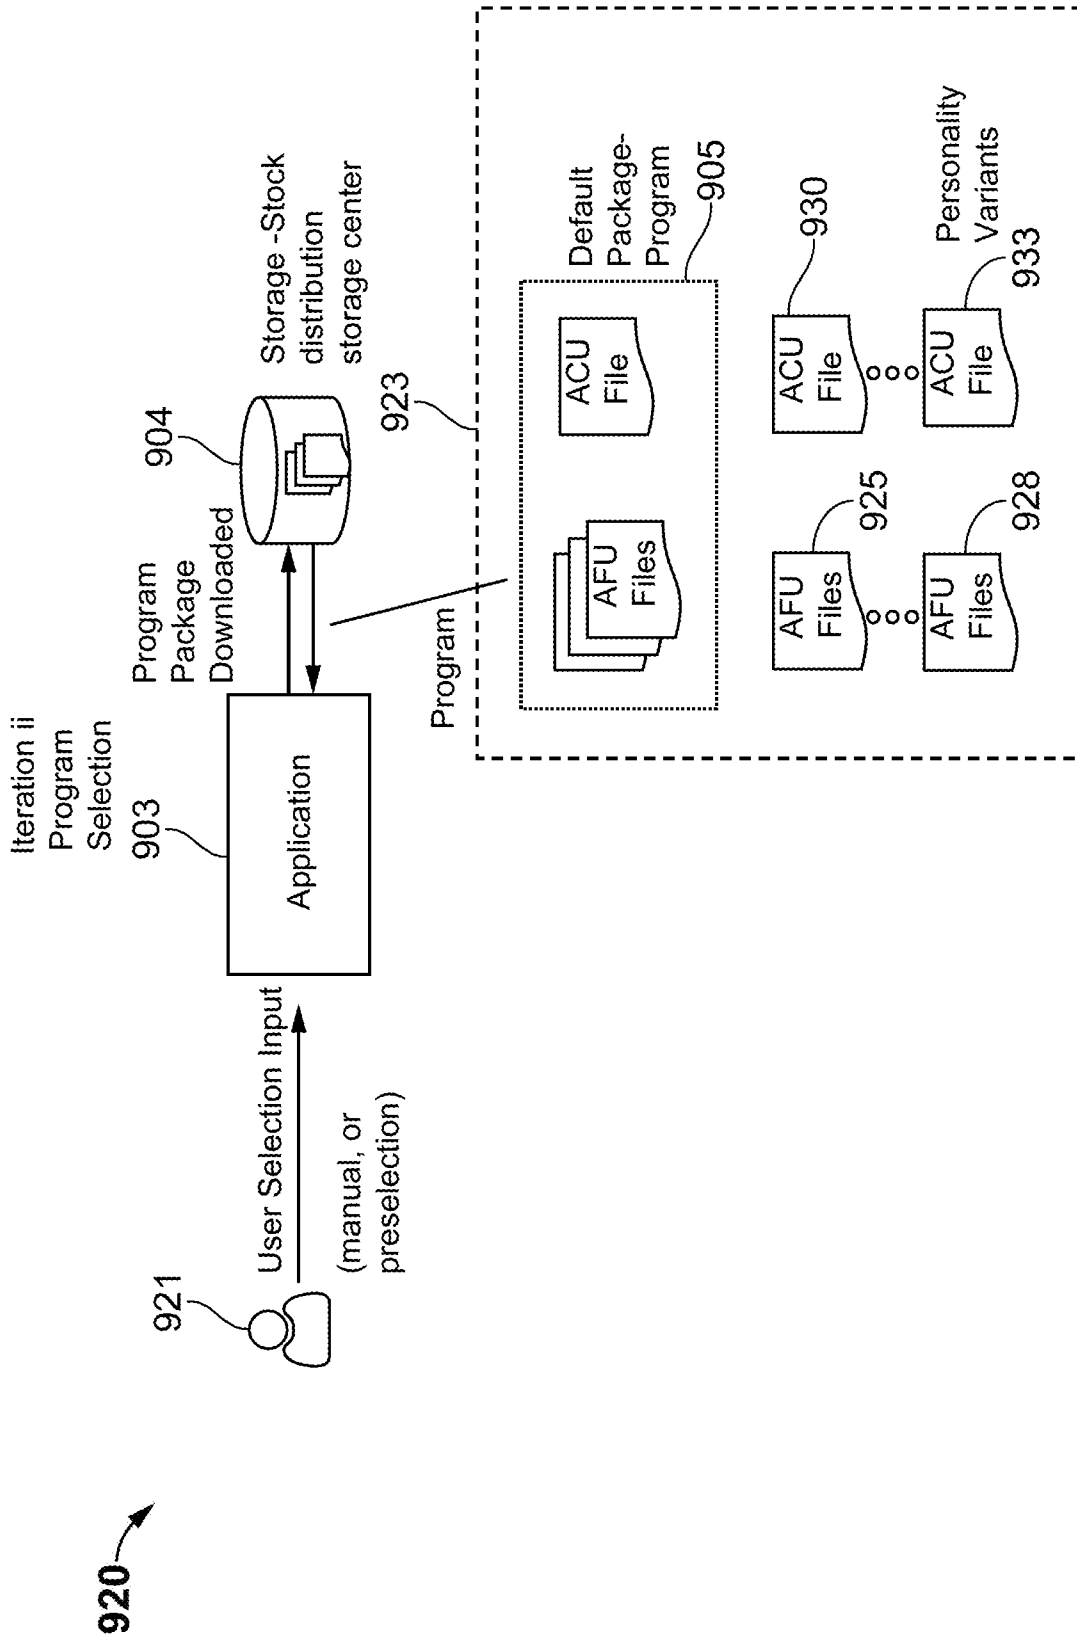 920
921
User Selection Input
(manual, or
preselection)
Iteration ii
Program
Selection
903
Application
Program
Package
Downloaded
904
Storage -Stock
distribution
storage center
923
Program
AFU
Files
ACU
File
Default
Package-
Program
905
AFU
Files
925
ACU
File
930
AFU
Files
928
ACU
File
933
Personality
Variants